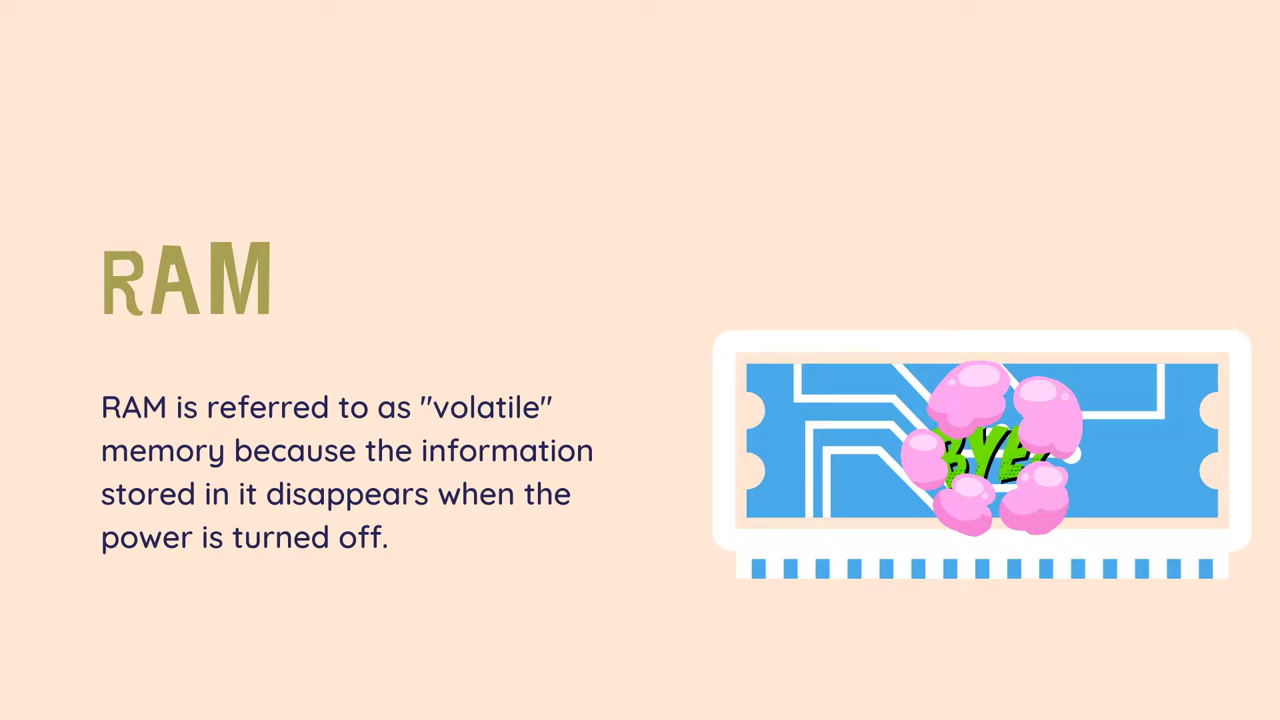 RAM
RAM is referred to as "volatile"
memory because the information
stored in it disappears when the
power is turned off.
BYE